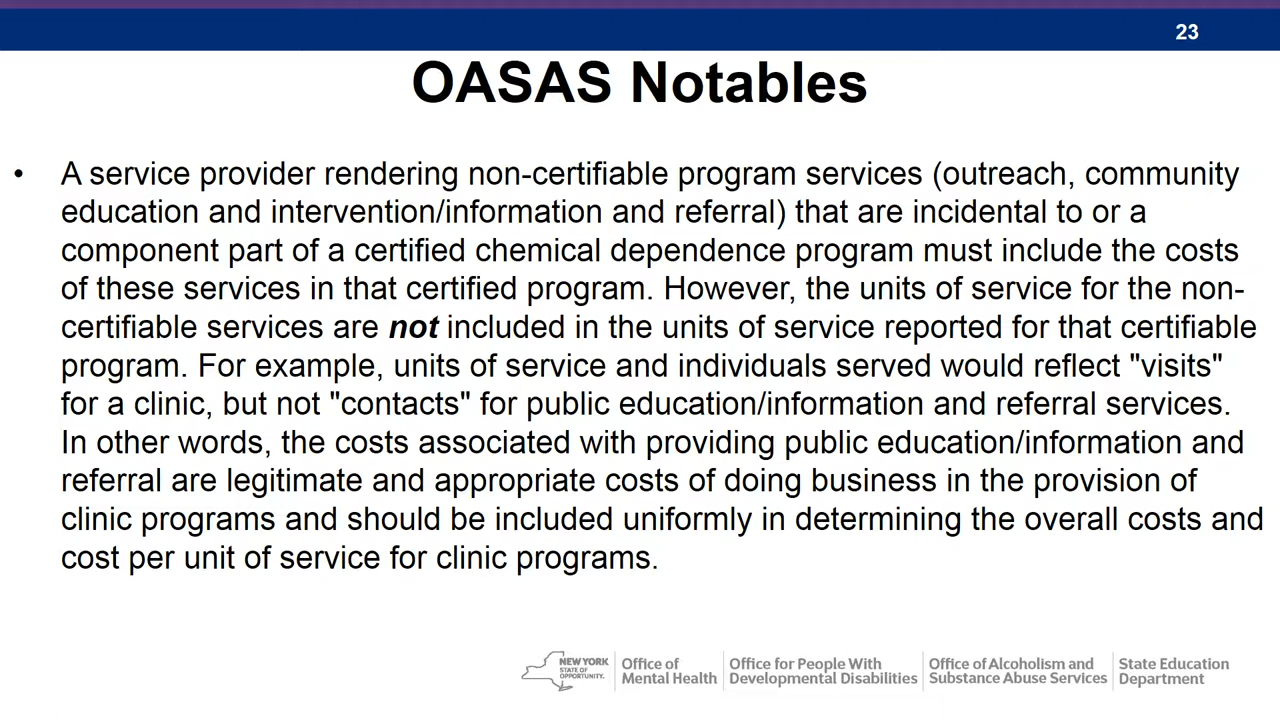 23
OASAS Notables
• A service provider rendering non-certifiable program services (outreach, community
education and intervention/information and referral) that are incidental to or a
component part of a certified chemical dependence program must include the costs
of these services in that certified program. However, the units of service for the non-
certifiable services are not included in the units of service reported for that certifiable
program. For example, units of service and individuals served would reflect "visits"
for a clinic, but not "contacts" for public education/information and referral services.
In other words, the costs associated with providing public education/information and
referral are legitimate and appropriate costs of doing business in the provision of
clinic programs and should be included uniformly in determining the overall costs and
cost per unit of service for clinic programs.
NEW YORK
STATE OF
OPPORTUNITY.
Office of
Mental Health
Office for People With
Developmental Disabilities
Office of Alcoholism and
Substance Abuse Services
State Education
Department